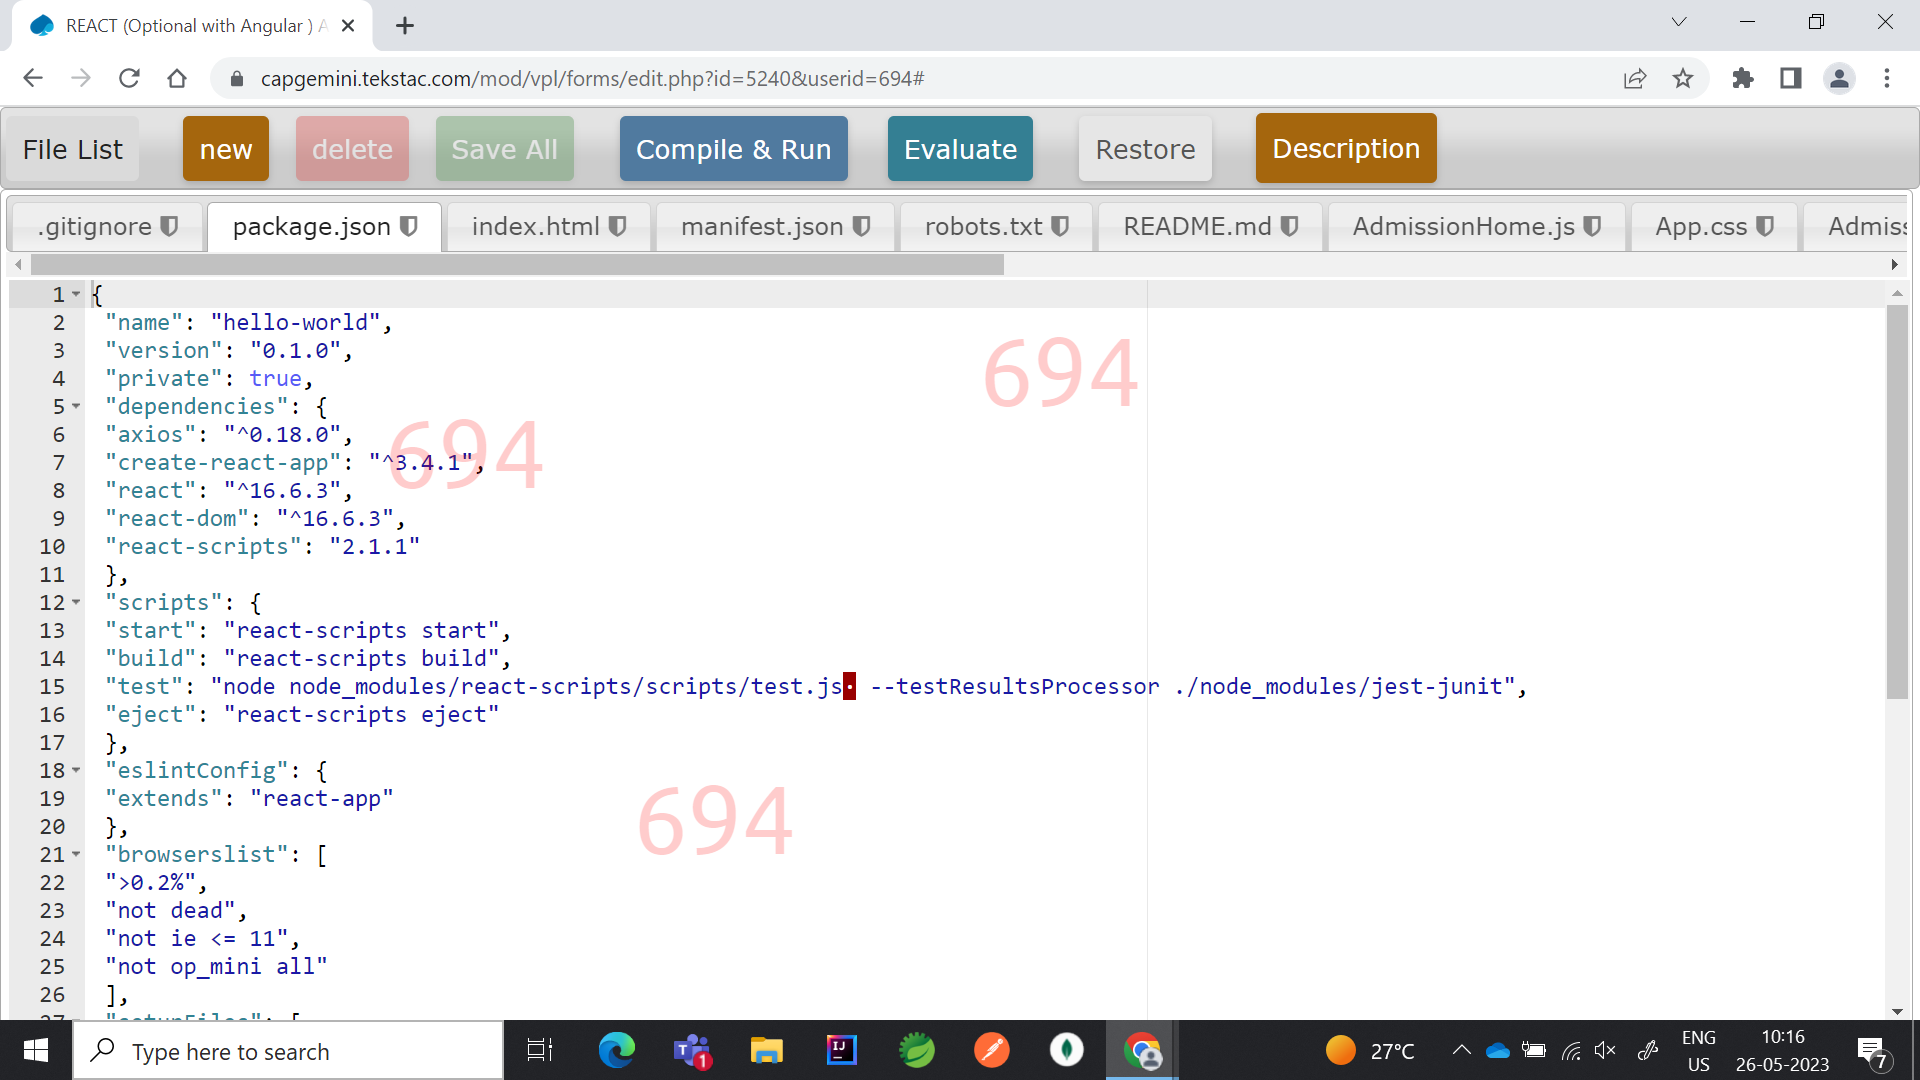 REACT (Optional with Angular ) A
capgemini.tekstac.com/mod/vpl/forms/edit.php?id=5240&userid=694#
File List new delete Save All Compile & Run Evaluate Restore Description
.gitignore package.json index.html manifest.json robots.txt README.md AdmissionHome.js App.css Admiss
1 {
2 "name": "hello-world",
3 "version": "0.1.0",
4 "private": true,
5 "dependencies": {
6 "axios": "^0.18.0",
7 "create-react-app": "^3.4.1",
8 "react": "^16.6.3",
9 "react-dom": "^16.6.3",
10 "react-scripts": "2.1.1"
11 },
12 "scripts": {
13 "start": "react-scripts start",
14 "build": "react-scripts build",
15 "test": "node node_modules/react-scripts/scripts/test.js· --testResultsProcessor ./node_modules/jest-junit",
16 "eject": "react-scripts eject"
17 },
18 "eslintConfig": {
19 "extends": "react-app"
20 },
21 "browserslist": [
22 ">0.2%",
23 "not dead",
24 "not ie <= 11",
25 "not op_mini all"
26 ],
27 "setupFiles": [
694
694
694
Type here to search
T 1
IJ
27°C
ENG
US
10:16
26-05-2023
7